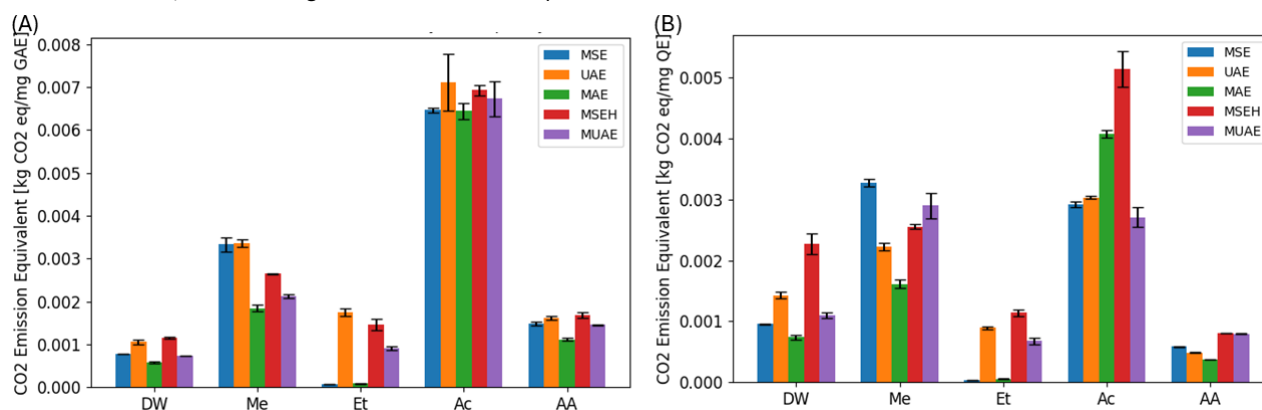 (A)
CO2 Emission Equivalent [kg CO2 eq/mg GAE]
0.008
0.007
0.006
0.005
0.004
0.003
0.002
0.001
0.000
DW Me Et Ac AA
MSE
UAE
MAE
MSEH
MUAE
(B)
CO2 Emission Equivalent [kg CO2 eq/mg QE]
0.005
0.004
0.003
0.002
0.001
0.000
DW Me Et Ac AA
MSE
UAE
MAE
MSEH
MUAE